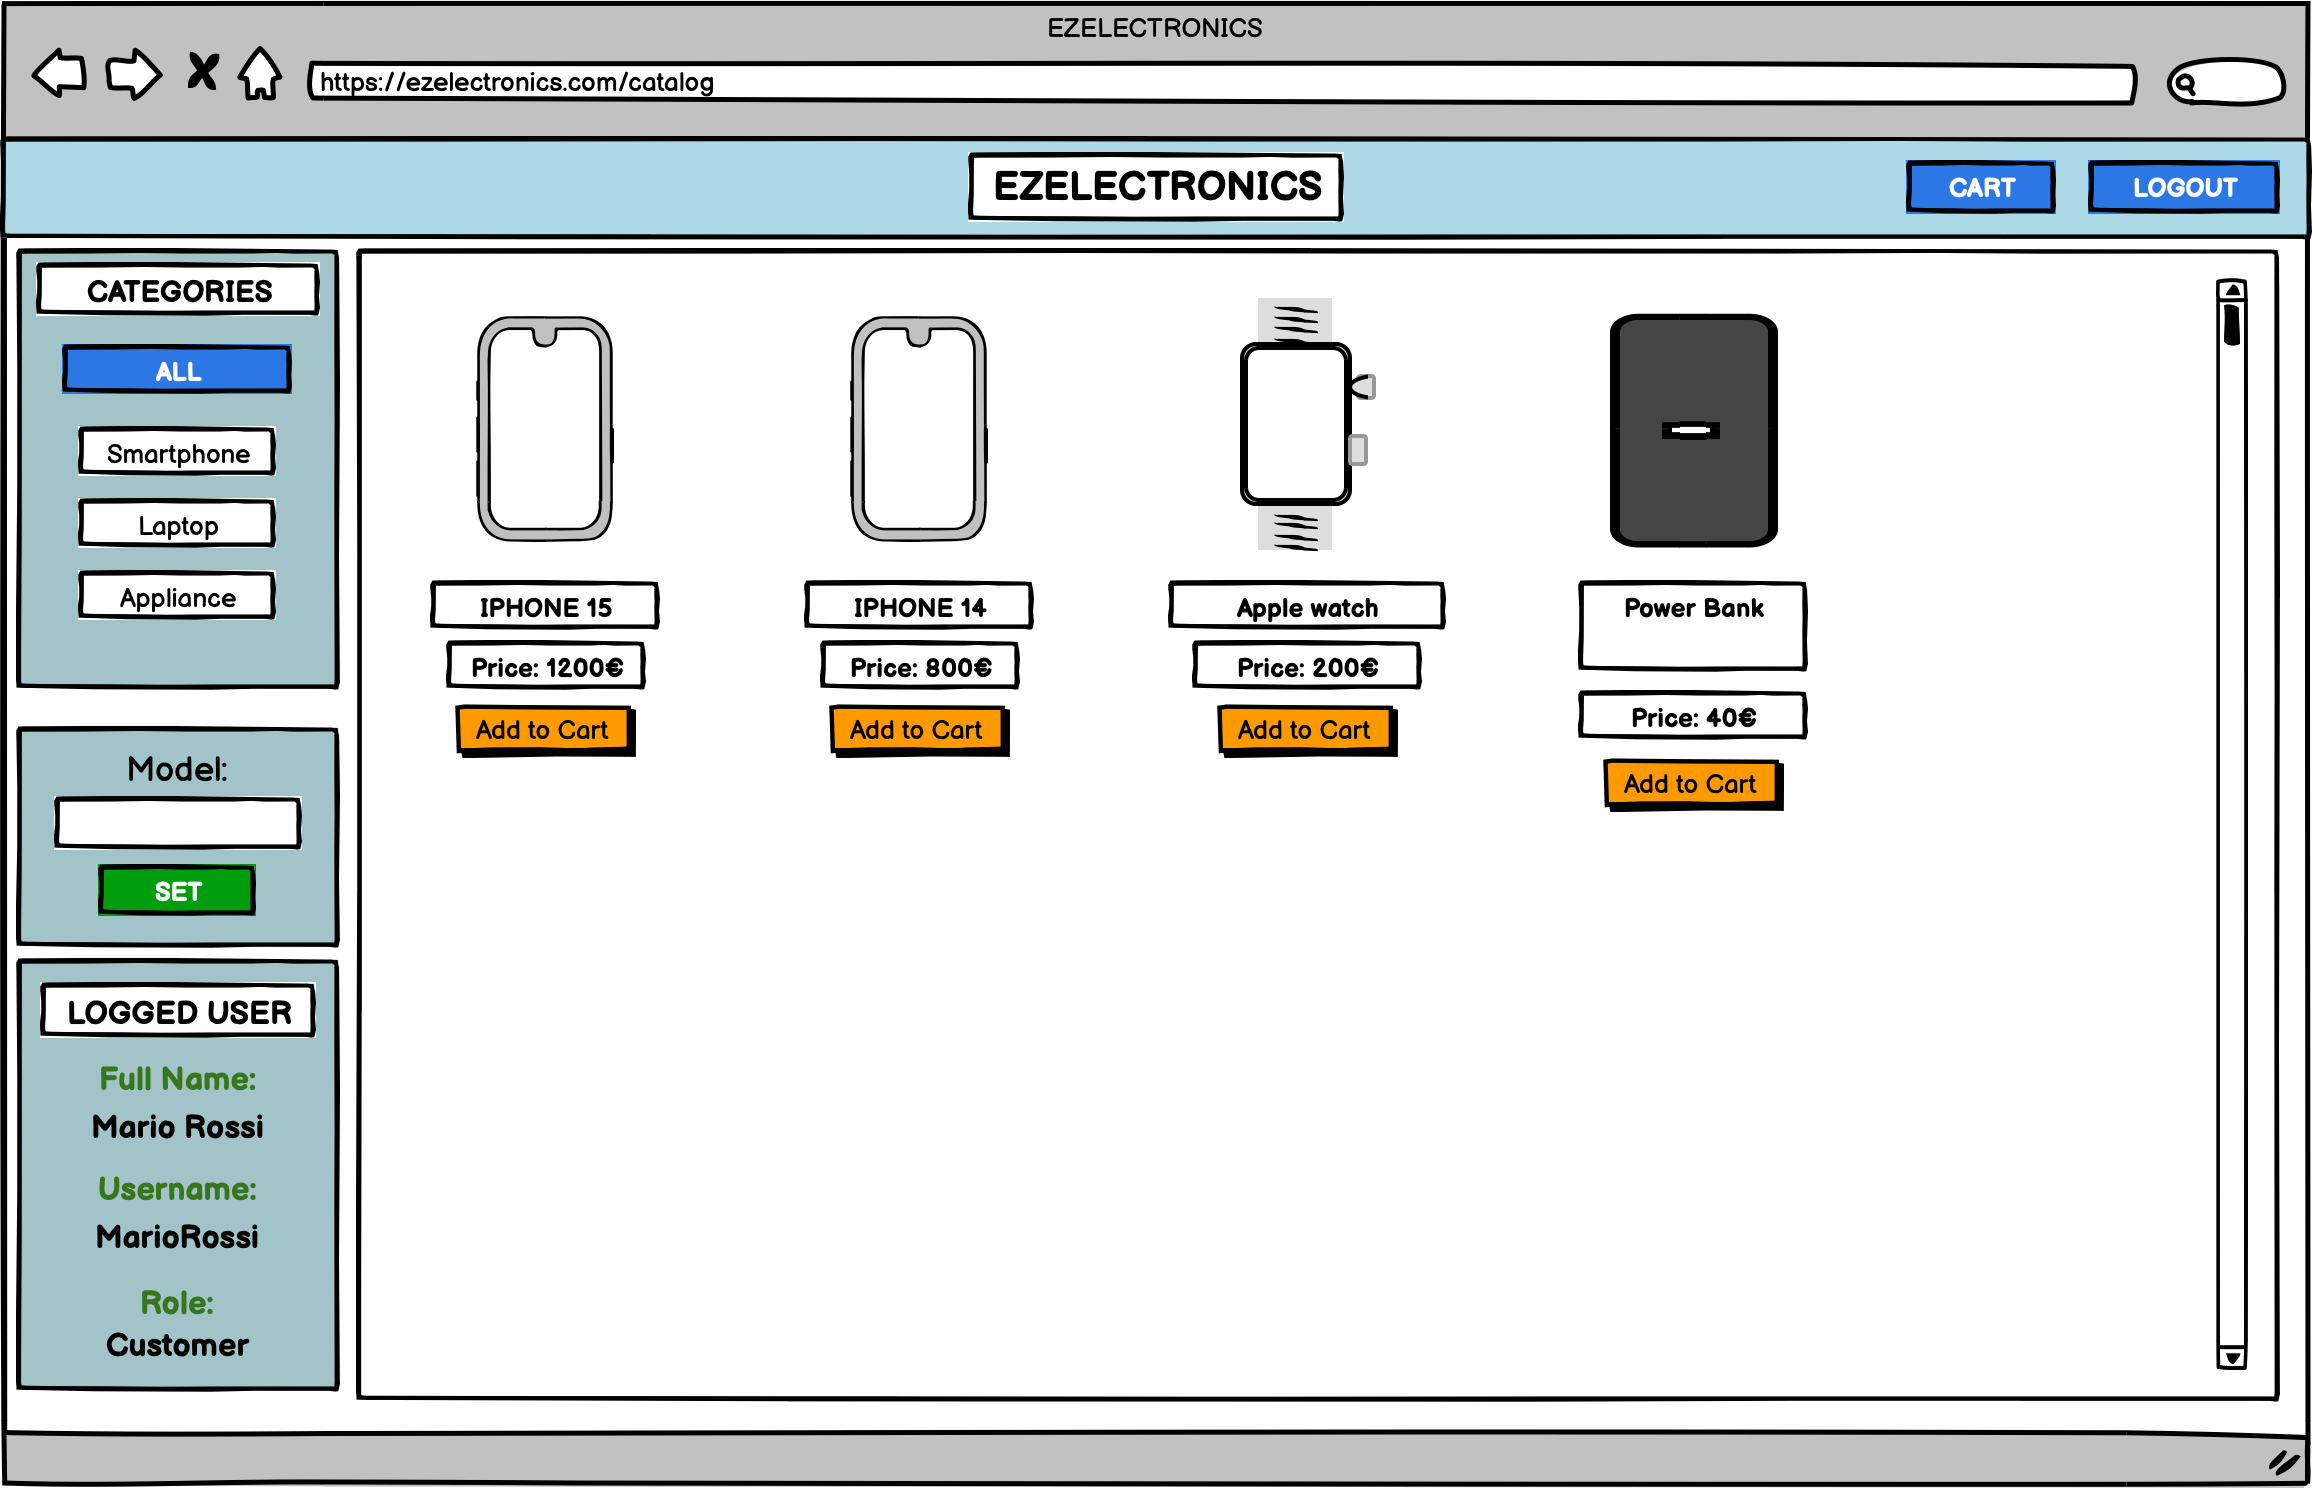 EZELECTRONICS
https://ezelectronics.com/catalog
EZELECTRONICS
CART
LOGOUT
CATEGORIES
ALL
Smartphone
Laptop
Appliance
Model:
SET
LOGGED USER
Full Name:
Mario Rossi
Username:
MarioRossi
Role:
Customer
IPHONE 15
Price: 1200€
Add to Cart
IPHONE 14
Price: 800€
Add to Cart
Apple watch
Price: 200€
Add to Cart
Power Bank
Price: 40€
Add to Cart